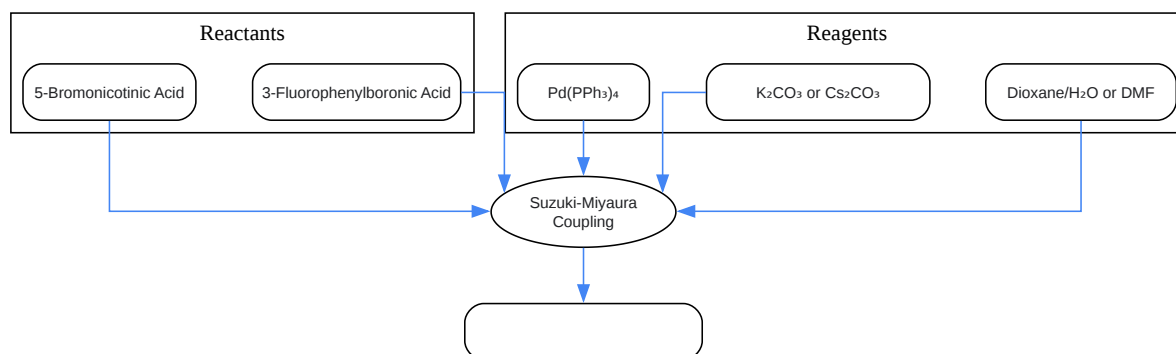 Reactants
Reagents
5-Bromonicotinic Acid
3-Fluorophenylboronic Acid
Pd(PPh₃)₄
K₂CO₃ or Cs₂CO₃
Dioxane/H₂O or DMF
Suzuki-Miyaura
Coupling